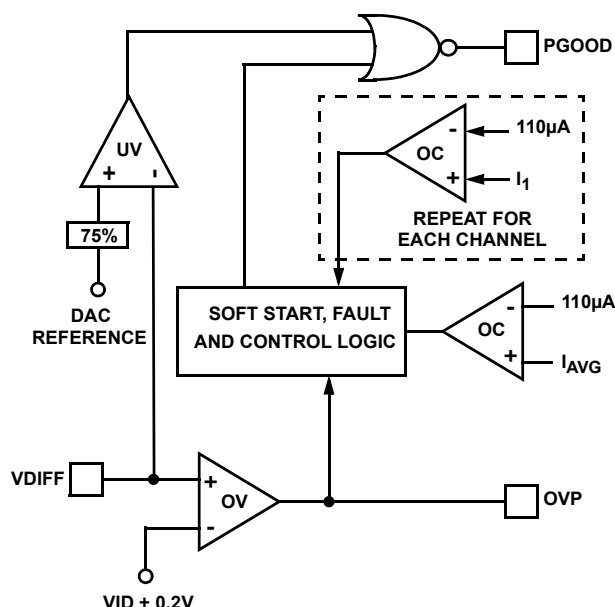 PGOOD
-
110µA
OC
+
I1
REPEAT FOR
EACH CHANNEL
UV
+ -
75%
DAC
REFERENCE
SOFT START, FAULT
AND CONTROL LOGIC
-
110µA
OC
+
IAVG
VDIFF
+
OV
-
OVP
VID + 0.2V